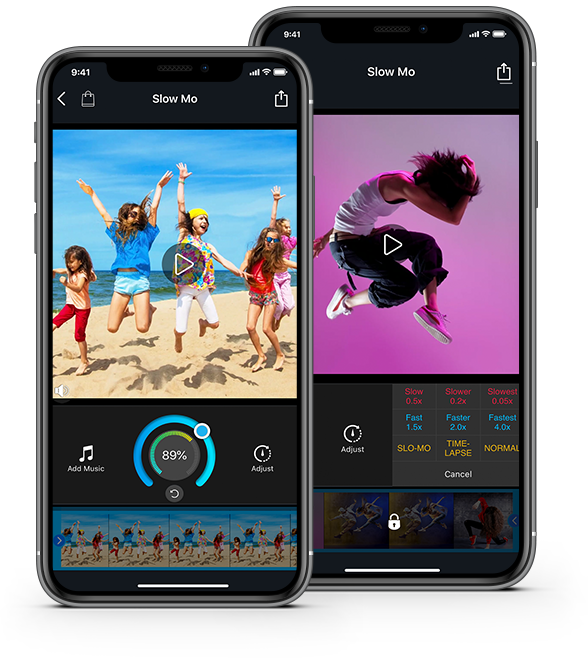 9:41
Slow Mo
Add Music
89%
Adjust
9:41
Slow Mo
Adjust
Slow
0.5x
Slower
0.2x
Slowest
0.05x
Fast
1.5x
Faster
2.0x
Fastest
4.0x
SLO-MO
TIME-
LAPSE
NORMAL
Cancel